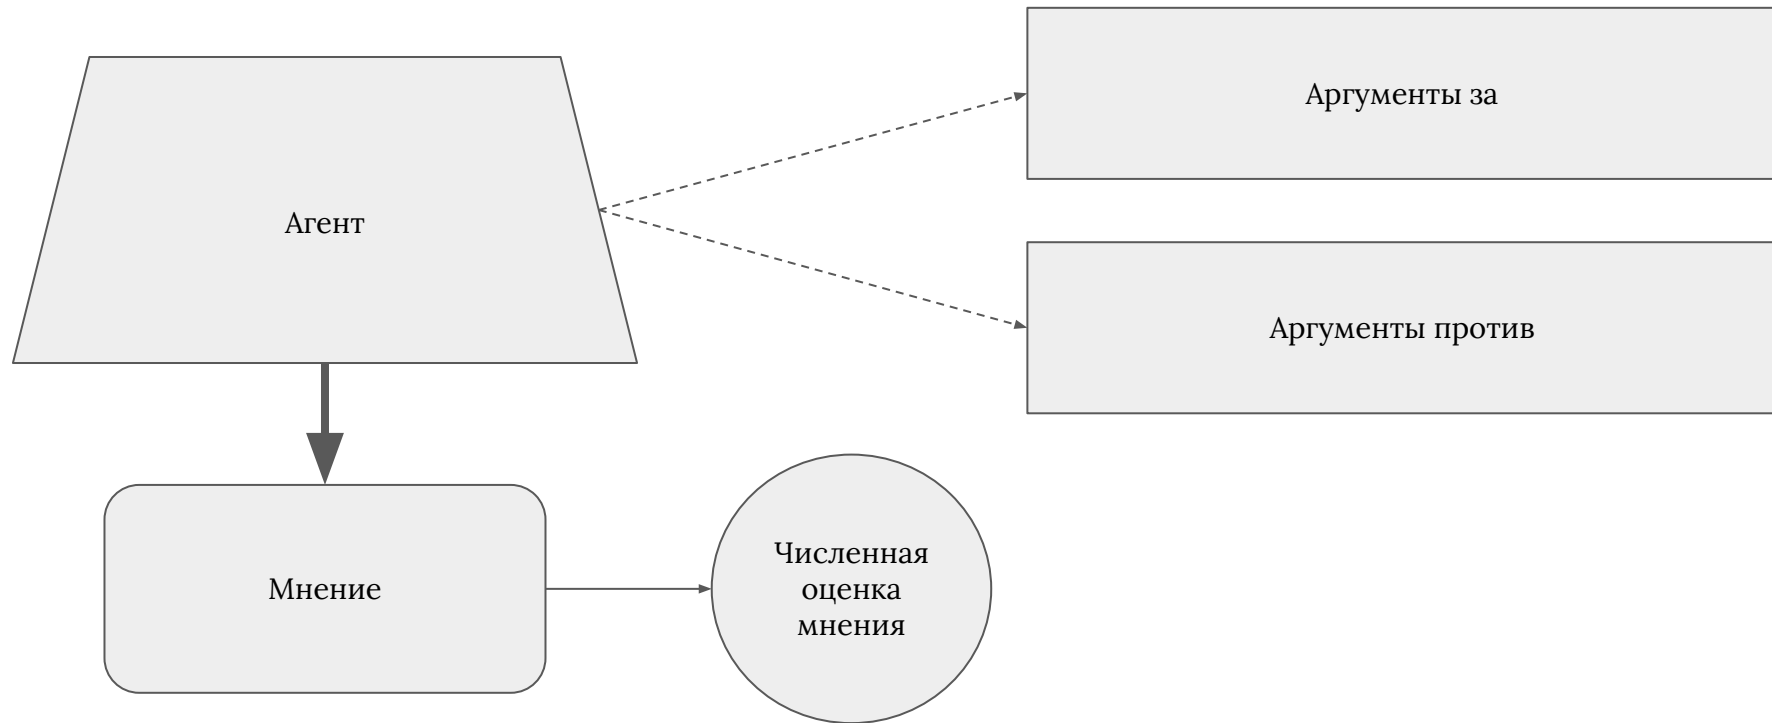 Аргументы за
Агент
Аргументы против
Численная
оценка
мнения
Мнение